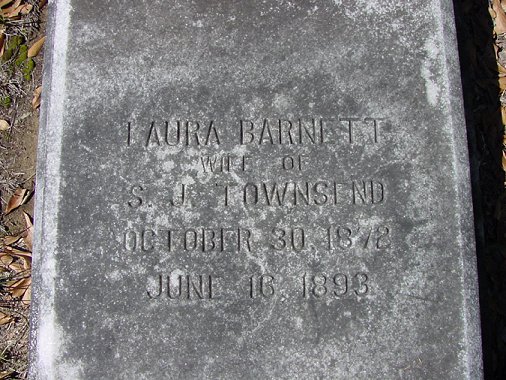 LAURA BARNETT
WIFE OF
S. J. TOWNSEND
OCTOBER 30, 1872
JUNE 16, 1893